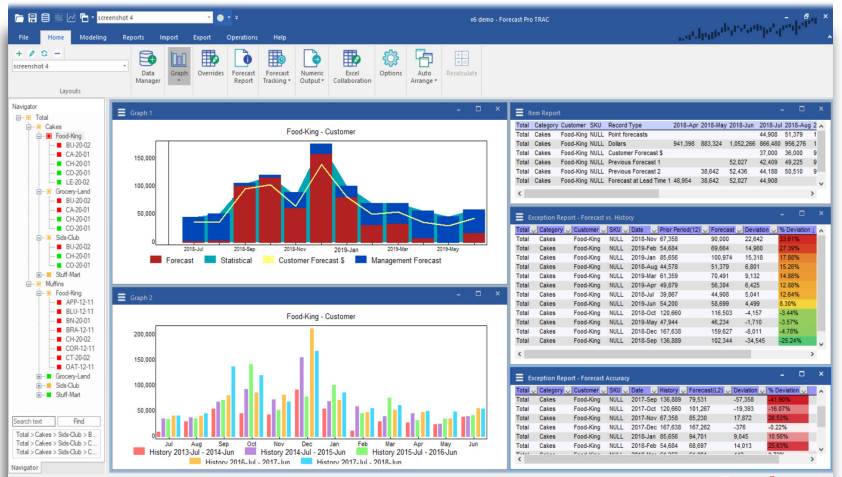 screenshot 4
v6 demo - Forecast Pro TRAC
File Home Modeling Reports Import Export Operations Help
screenshot 4
Layouts
Data Manager
Graph
Overrides
Forecast Report
Forecast Tracking
Numeric Output
Excel Collaboration
Options
Auto Arrange
Recalculate
Navigator
Total
Cakes
Food-King
BU-20-02
CA-20-01
CH-20-02
CO-20-01
LE-20-02
Grocery-Land
BU-20-02
CA-20-01
CH-20-01
CO-20-01
Sids-Club
BU-20-02
CH-20-01
CO-20-01
Stuff-Mart
Muffins
Food-King
APP-12-11
BLU-12-11
BN-20-01
BRA-12-11
CH-20-02
COR-12-11
CT-20-02
OAT-12-11
Grocery-Land
Sids-Club
Stuff-Mart
Search text Find
Total > Cakes > Sids-Club > B...
Total > Cakes > Sids-Club > C...
Total > Cakes > Sids-Club > C...
Navigator
Graph 1
Food-King - Customer
150,000
100,000
50,000
0
2018-Jul 2018-Sep 2018-Nov 2019-Jan 2019-Mar 2019-May
Forecast Statistical Customer Forecast $ Management Forecast
Graph 2
Food-King - Customer
200,000
150,000
100,000
50,000
0
Jul Aug Sep Oct Nov Dec Jan Feb Mar Apr May Jun
History 2013-Jul - 2014-Jun History 2014-Jul - 2015-Jun History 2015-Jul - 2016-Jun
History 2016-Jul - 2017-Jun History 2017-Jul - 2018-Jun
Item Report
Total Category Customer SKU Record Type 2018-Apr 2018-May 2018-Jun 2018-Jul 2018-Aug 2
Total Cakes Food-King NULL Point forecasts 44,908 51,379 1
Total Cakes Food-King NULL Dollars 941,398 883,324 1,052,266 866,480 956,276 1
Total Cakes Food-King NULL Customer Forecast $ 37,000 36,000 9
Total Cakes Food-King NULL Previous Forecast 1 52,027 42,409 49,225 9
Total Cakes Food-King NULL Previous Forecast 2 38,642 52,436 44,188 50,510 9
Total Cakes Food-King NULL Forecast at Lead Time 1 48,954 38,642 52,027 44,908
Exception Report - Forecast vs. History
Total Category Customer SKU Date Prior Period(12) Forecast Deviation % Deviation
Total Cakes Food-King NULL 2018-Nov 67,358 90,000 22,642 33.61%
Total Cakes Food-King NULL 2019-Feb 54,684 69,664 14,980 27.39%
Total Cakes Food-King NULL 2019-Jan 85,656 100,974 15,318 17.88%
Total Cakes Food-King NULL 2018-Aug 44,578 51,379 6,801 15.26%
Total Cakes Food-King NULL 2019-Mar 61,359 70,491 9,132 14.88%
Total Cakes Food-King NULL 2019-Apr 49,879 56,304 6,425 12.88%
Total Cakes Food-King NULL 2018-Jul 39,867 44,908 5,041 12.64%
Total Cakes Food-King NULL 2019-Jun 54,200 58,699 4,499 8.30%
Total Cakes Food-King NULL 2018-Oct 120,660 116,503 -4,157 -3.44%
Total Cakes Food-King NULL 2019-May 47,944 46,234 -1,710 -3.57%
Total Cakes Food-King NULL 2018-Dec 167,638 159,627 -8,011 -4.78%
Total Cakes Food-King NULL 2018-Sep 136,889 102,344 -34,545 -25.24%
Exception Report - Forecast Accuracy
Total Category Customer SKU Date History Forecast(L2) Deviation % Deviation
Total Cakes Food-King NULL 2017-Sep 136,889 79,531 -57,358 -41.90%
Total Cakes Food-King NULL 2017-Oct 120,660 101,267 -19,393 -16.07%
Total Cakes Food-King NULL 2017-Nov 67,358 85,230 17,872 26.53%
Total Cakes Food-King NULL 2017-Dec 167,638 167,262 -376 -0.22%
Total Cakes Food-King NULL 2018-Jan 85,656 94,701 9,045 10.56%
Total Cakes Food-King NULL 2018-Feb 54,684 68,697 14,013 25.63%